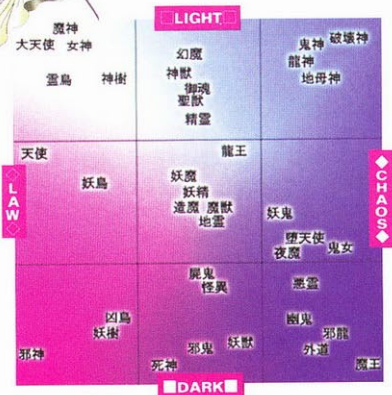 LIGHT
魔神
大天使 女神
霊鳥 神樹
幻魔
神獣
御魂
聖獣
精霊
鬼神 破壊神
龍神
地母神
LAW
天使
妖鳥
龍王
妖魔
妖精
造魔 魔獣
地霊
妖鬼
堕天使 鬼女
夜魔
CHAOS
凶鳥
妖樹
邪神
屍鬼
怪異
邪鬼 妖獣
死神
悪霊
幽鬼
邪龍
外道
魔王
DARK